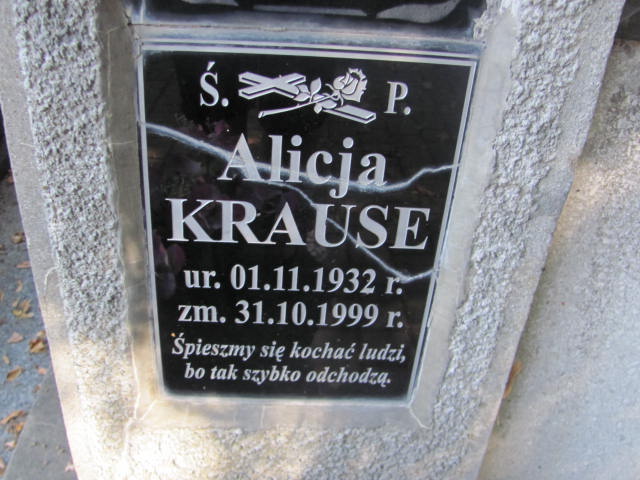 Ś. P.
Alicja
KRAUSE
ur. 01.11.1932 r.
zm. 31.10.1999 r.
Śpieszmy się kochać ludzi,
bo tak szybko odchodzą.